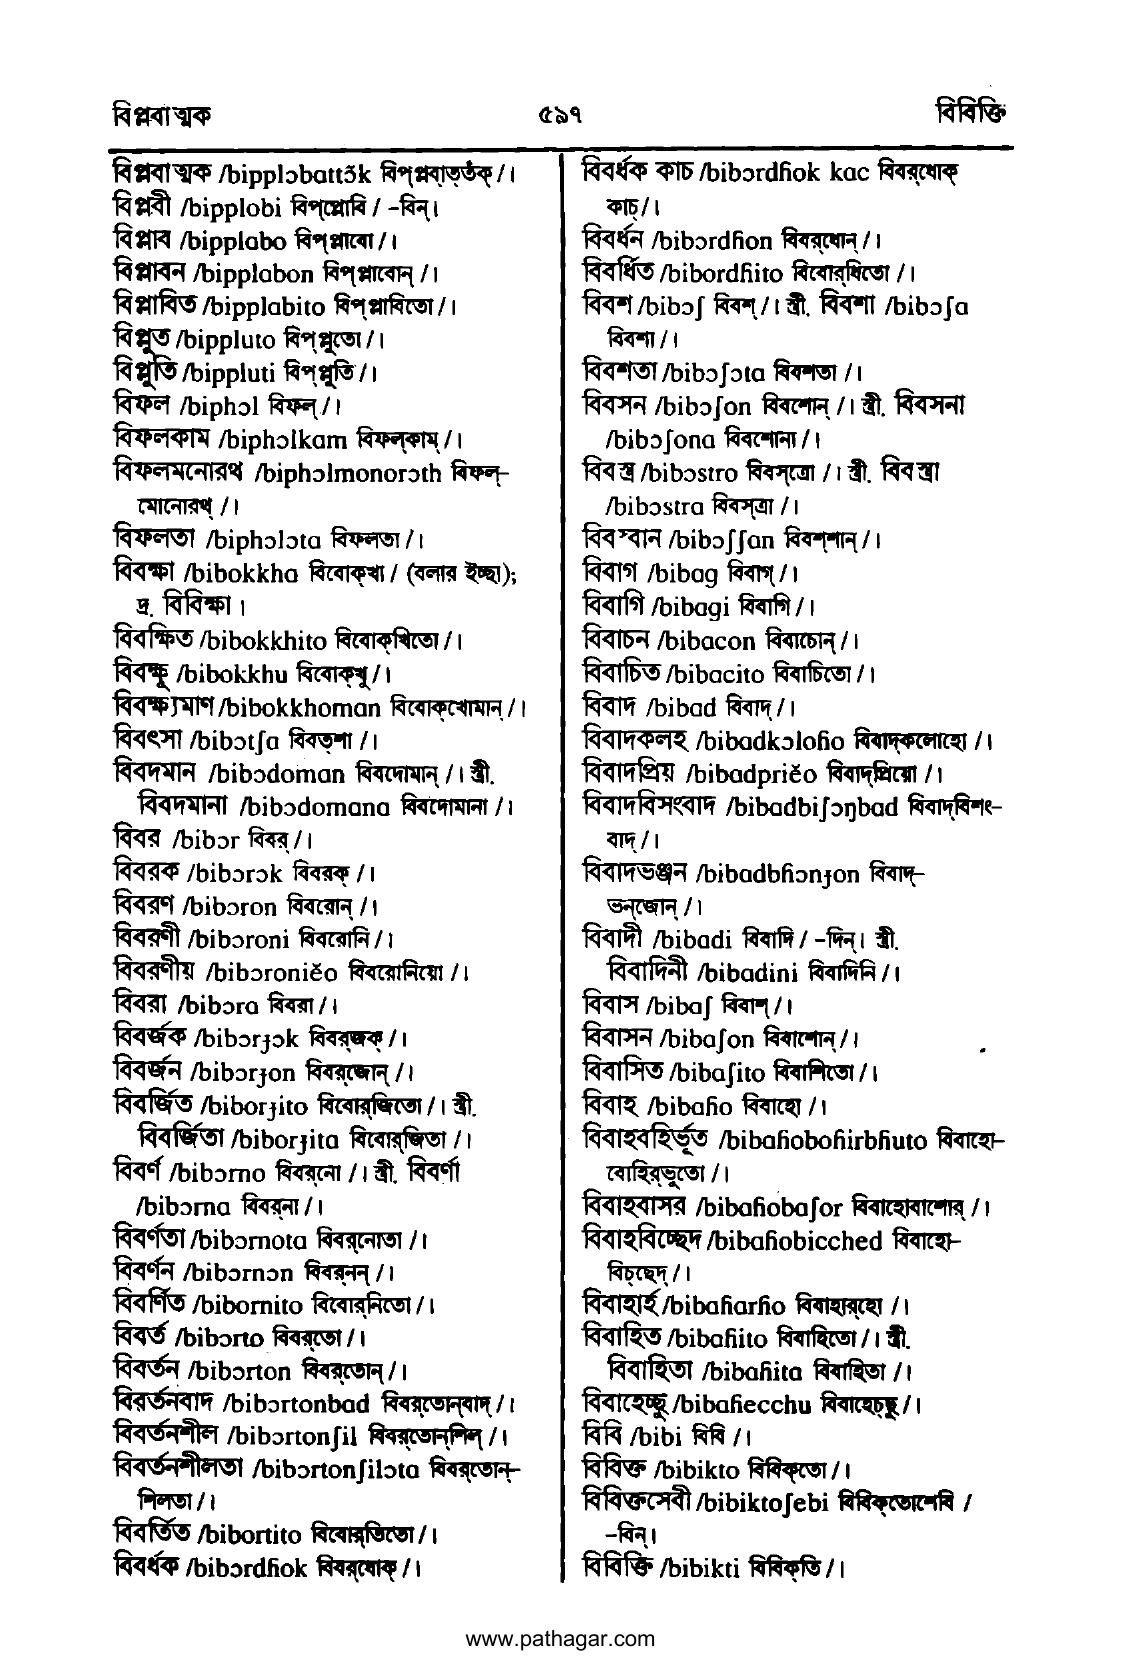 বিপ্লবাত্মক
৫৯৭
বিবিক্তি
বিপ্লবাত্মক /bipplɔbattɔ̃k বিপ্‌প্লবাত্‌তঁক্‌ / ।
বিপ্লবী /bipplobi বিপ্‌প্লোবি / -বিন্‌ ।
বিপ্লাব /bipplabo বিপ্‌প্লাবো / ।
বিপ্লাবন /bipplabon বিপ্‌প্লাবোন্‌ / ।
বিপ্লাবিত /bipplabito বিপ্‌প্লাবিতো / ।
বিপ্লুত /bippluto বিপ্‌প্লুতো / ।
বিপ্লুতি /bippluti বিপ্‌প্লুতি / ।
বিফল /biphɔl বিফল্‌ / ।
বিফলকাম /biphɔlkam বিফল্‌কাম্‌ / ।
বিফলমনোরথ /biphɔlmonorɔth বিফল্‌-
মোনোরথ্‌ / ।
বিফলতা /biphɔlɔta বিফলতা / ।
বিবক্ষা /bibokkha বিবোক্‌খা / (বলার ইচ্ছা);
দ্র. বিবিক্ষা ।
বিবক্ষিত /bibokkhito বিবোক্‌খিতো / ।
বিবক্ষু /bibokkhu বিবোক্‌খু / ।
বিবক্ষ্যমাণ /bibokkhoman বিবোক্‌খোমান্‌ / ।
বিবৎসা /bibɔtʃa বিবত্‌শা / ।
বিবদমান /bibɔdoman বিবদোমান্‌ / । স্ত্রী.
বিবদমানা /bibɔdomana বিবদোমানা / ।
বিবর /bibɔr বিবর্‌ / ।
বিবরক /bibɔrɔk বিবরক্‌ / ।
বিবরণ /bibɔron বিবরোন্‌ / ।
বিবরণী /bibɔroni বিবরোনি / ।
বিবরণীয় /bibɔroniĕo বিবরোনিয়ো / ।
বিবরা /bibɔra বিবরা / ।
বিবর্জক /bibɔrɟɔk বিবর্‌জক্‌ / ।
বিবর্জন /bibɔrɟon বিবর্‌জোন্‌ / ।
বিবর্জিত /biborɟito বিবোর্‌জিতো / । স্ত্রী.
বিবর্জিতা /biborɟita বিবোর্‌জিতা / ।
বিবর্ণ /bibɔrno বিবর্‌নো / । স্ত্রী. বিবর্ণা
/bibɔrna বিবর্‌না / ।
বিবর্ণতা /bibɔrnota বিবর্‌নোতা / ।
বিবর্ণন /bibɔrnɔn বিবর্‌নন্‌ / ।
বিবর্ণিত /bibornito বিবোর্‌নিতো / ।
বিবর্ত /bibɔrto বিবর্‌তো / ।
বিবর্তন /bibɔrton বিবর্‌তোন্‌ / ।
বিবর্তনবাদ /bibɔrtonbad বিবর্‌তোন্‌বাদ্‌ / ।
বিবর্তনশীল /bibɔrtonʃil বিবর্‌তোন্‌শিল্‌ / ।
বিবর্তনশীলতা /bibɔrtonʃilɔta বিবর্‌তোন্‌-
শিলতা / ।
বিবর্তিত /bibortito বিবোর্‌তিতো / ।
বিবর্ধক /bibɔrdɦok বিবর্‌ধোক্‌ / ।
বিবর্ধক কাচ /bibɔrdɦok kac বিবর্‌ধোক্‌
কাচ্‌ / ।
বিবর্ধন /bibɔrdɦon বিবর্‌ধোন্‌ / ।
বিবর্ধিত /bibordɦito বিবোর্‌ধিতো / ।
বিবশ /bibɔʃ বিবশ্‌ / । স্ত্রী. বিবশা /bibɔʃa
বিবশা / ।
বিবশতা /bibɔʃɔta বিবশতা / ।
বিবসন /bibɔʃon বিবশোন্‌ / । স্ত্রী. বিবসনা
/bibɔʃona বিবশোনা / ।
বিবস্ত্র /bibɔstro বিবস্‌ত্রো / । স্ত্রী. বিবস্ত্রা
/bibɔstra বিবস্‌ত্রা / ।
বিবস্বান /bibɔʃʃan বিবশ্‌শান্‌ / ।
বিবাগ /bibag বিবাগ্‌ / ।
বিবাগি /bibagi বিবাগি / ।
বিবাচন /bibacon বিবাচোন্‌ / ।
বিবাচিত /bibacito বিবাচিতো / ।
বিবাদ /bibad বিবাদ্‌ / ।
বিবাদকলহ /bibadkɔloɦo বিবাদ্‌কলোহো / ।
বিবাদপ্রিয় /bibadpriĕo বিবাদ্‌প্রিয়ো / ।
বিবাদবিসংবাদ /bibadbiʃɔŋbad বিবাদ্‌বিশং-
বাদ্‌ / ।
বিবাদভঞ্জন /bibadbɦɔnɟon বিবাদ্‌-
ভন্‌জোন্‌ / ।
বিবাদী /bibadi বিবাদি / -দিন্‌ । স্ত্রী.
বিবাদিনী /bibadini বিবাদিনি / ।
বিবাস /bibaʃ বিবাশ্‌ / ।
বিবাসন /bibaʃon বিবাশোন্‌ / ।
বিবাসিত /bibaʃito বিবাশিতো / ।
বিবাহ /bibaɦo বিবাহো / ।
বিবাহবহির্ভূত /bibaɦoboɦirbɦuto বিবাহো-
বোহির্‌ভুতো / ।
বিবাহবাসর /bibaɦobaʃor বিবাহোবাশোর্‌ / ।
বিবাহবিচ্ছেদ /bibaɦobicched বিবাহো-
বিচ্‌ছেদ্‌ / ।
বিবাহার্হ /bibaɦarɦo বিবাহার্‌হো / ।
বিবাহিত /bibaɦito বিবাহিতো / । স্ত্রী.
বিবাহিতা /bibaɦita বিবাহিতা / ।
বিবাহেচ্ছু /bibaɦecchu বিবাহেচ্‌ছু / ।
বিবি /bibi বিবি / ।
বিবিক্ত /bibikto বিবিক্‌তো / ।
বিবিক্তসেবী /bibiktoʃebi বিবিক্‌তোশেবি /
-বিন্‌ ।
বিবিক্তি /bibikti বিবিক্‌তি / ।
www.pathagar.com